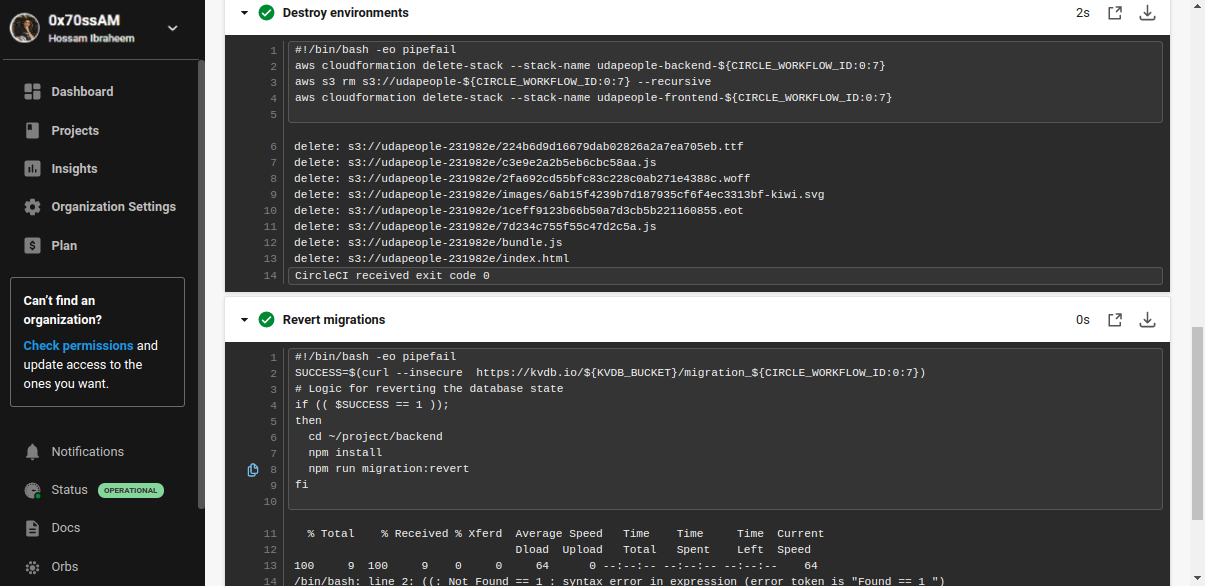 0x70ssAM
Hossam Ibraheem
Dashboard
Projects
Insights
Organization Settings
Plan
Can't find an
organization?
Check permissions and
update access to the
ones you want.
Notifications
Status OPERATIONAL
Docs
Orbs
Destroy environments 2s
1 #!/bin/bash -eo pipefail
2 aws cloudformation delete-stack --stack-name udapeople-backend-${CIRCLE_WORKFLOW_ID:0:7}
3 aws s3 rm s3://udapeople-${CIRCLE_WORKFLOW_ID:0:7} --recursive
4 aws cloudformation delete-stack --stack-name udapeople-frontend-${CIRCLE_WORKFLOW_ID:0:7}
5
6 delete: s3://udapeople-231982e/224b6d9d16679dab02826a2a7ea705eb.ttf
7 delete: s3://udapeople-231982e/c3e9e2a2b5eb6cbc58aa.js
8 delete: s3://udapeople-231982e/2fa692cd55bfc83c228c0ab271e4388c.woff
9 delete: s3://udapeople-231982e/images/6ab15f4239b7d187935cf6f4ec3313bf-kiwi.svg
10 delete: s3://udapeople-231982e/1ceff9123b66b50a7d3cb5b221160855.eot
11 delete: s3://udapeople-231982e/7d234c755f55c47d2c5a.js
12 delete: s3://udapeople-231982e/bundle.js
13 delete: s3://udapeople-231982e/index.html
14 CircleCI received exit code 0
Revert migrations 0s
1 #!/bin/bash -eo pipefail
2 SUCCESS=$(curl --insecure  https://kvdb.io/${KVDB_BUCKET}/migration_${CIRCLE_WORKFLOW_ID:0:7})
3 # Logic for reverting the database state
4 if (( $SUCCESS == 1 ));
5 then
6   cd ~/project/backend
7   npm install
8   npm run migration:revert
9 fi
10
11   % Total    % Received % Xferd  Average Speed   Time    Time     Time  Current
12                                  Dload  Upload   Total   Spent    Left  Speed
13 100     9  100     9    0     0     64      0 --:--:-- --:--:-- --:--:--    64
14 /bin/bash: line 2: ((: Not Found == 1 : syntax error in expression (error token is "Found == 1 ")